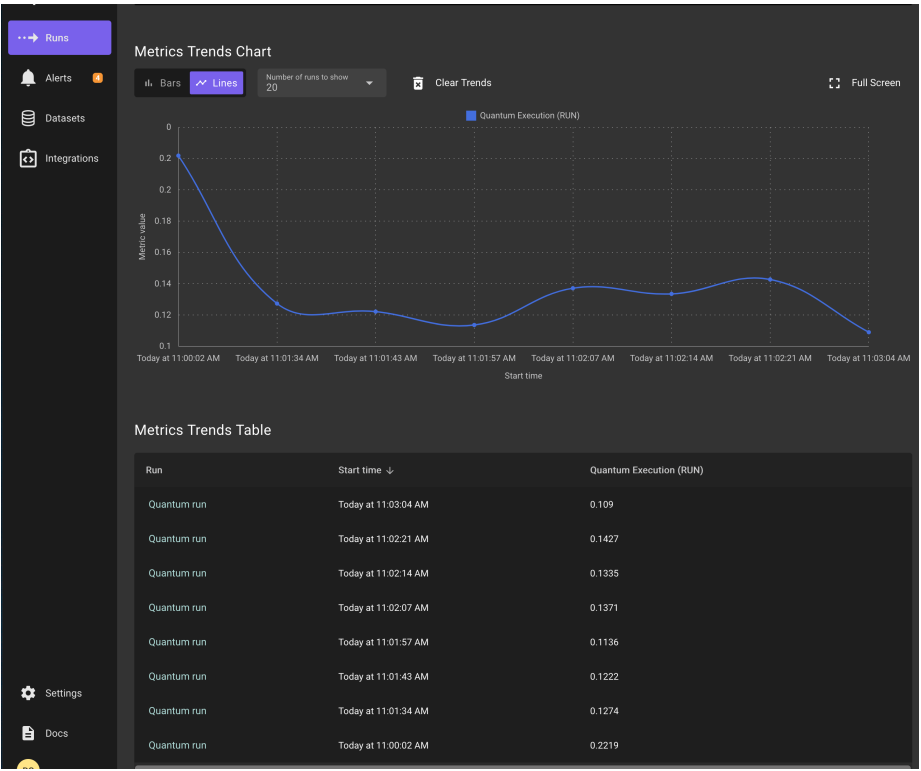 Runs
Alerts 4
Datasets
Integrations
Metrics Trends Chart
Bars Lines Number of runs to show 20 Clear Trends Full Screen
Quantum Execution (RUN)
0
0.2
0.2
0.18
0.16
0.14
0.12
0.1
Metric value
Today at 11:00:02 AM Today at 11:01:34 AM Today at 11:01:43 AM Today at 11:01:57 AM Today at 11:02:07 AM Today at 11:02:14 AM Today at 11:02:21 AM Today at 11:03:04 AM
Start time
Metrics Trends Table
Run Start time Quantum Execution (RUN)
Quantum run Today at 11:03:04 AM 0.109
Quantum run Today at 11:02:21 AM 0.1427
Quantum run Today at 11:02:14 AM 0.1335
Quantum run Today at 11:02:07 AM 0.1371
Quantum run Today at 11:01:57 AM 0.1136
Quantum run Today at 11:01:43 AM 0.1222
Quantum run Today at 11:01:34 AM 0.1274
Quantum run Today at 11:00:02 AM 0.2219
Settings
Docs